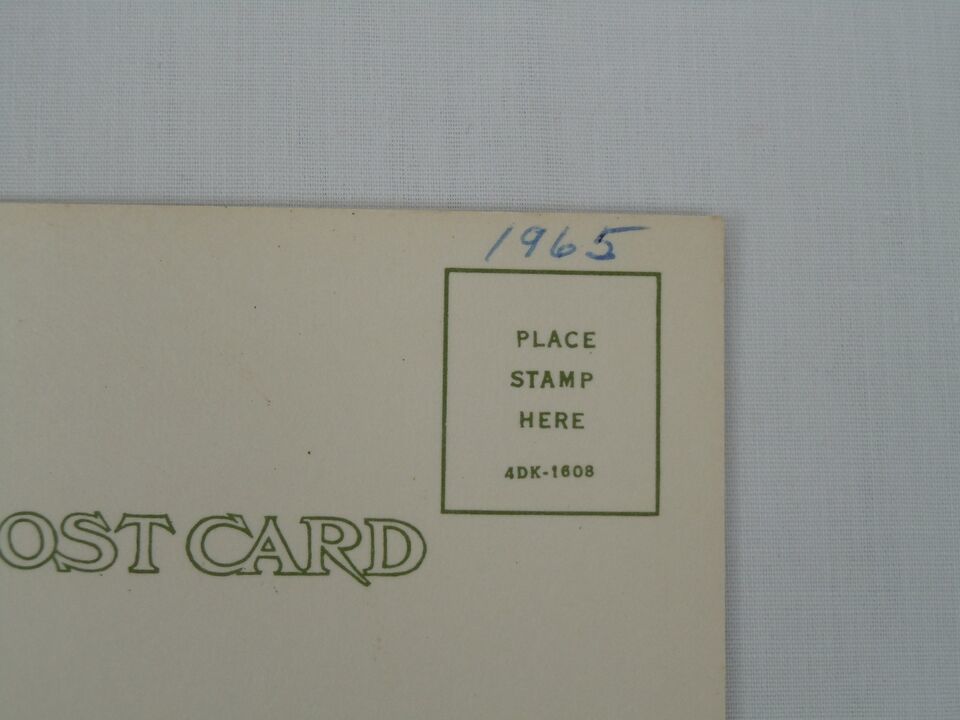 1965
PLACE
STAMP
HERE
4DK-1608
OST CARD